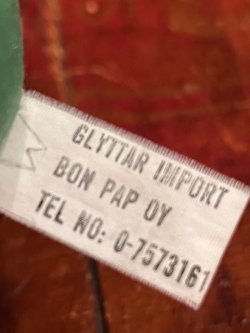 GLYTTAR IMPORT
BON PAP OY
TEL NO: 0-7573161